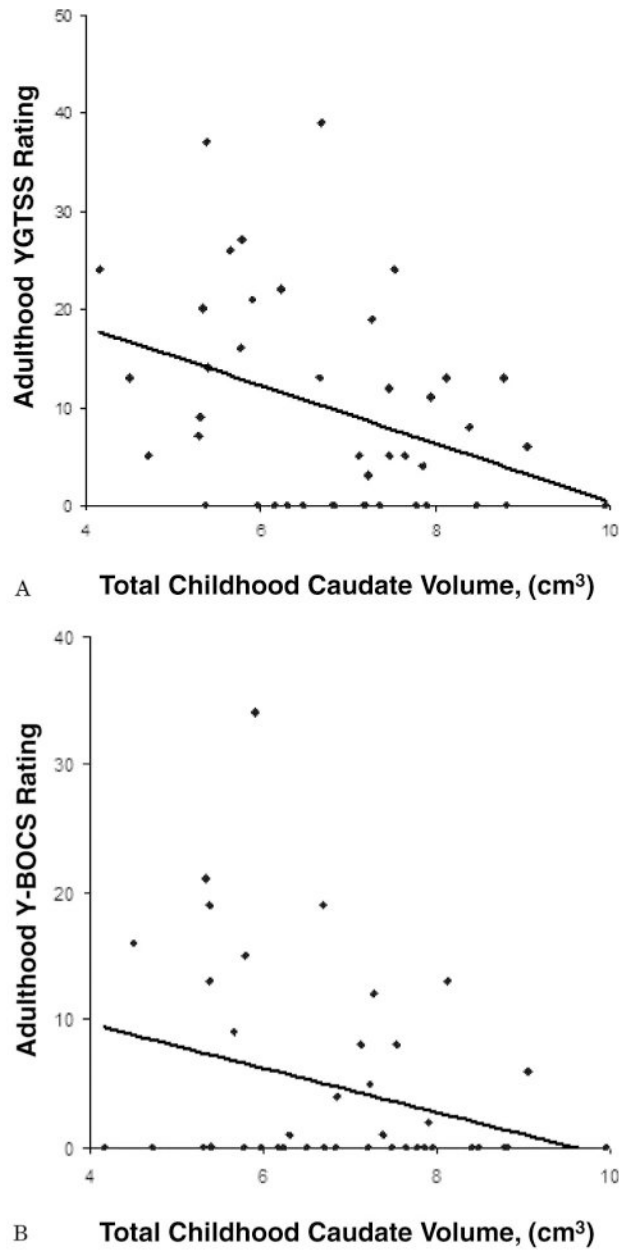 50
40
30
20
10
0
Adulthood YGTSS Rating
4 6 8 10
A Total Childhood Caudate Volume, (cm³)
40
30
20
10
0
Adulthood Y-BOCS Rating
4 6 8 10
B Total Childhood Caudate Volume, (cm³)